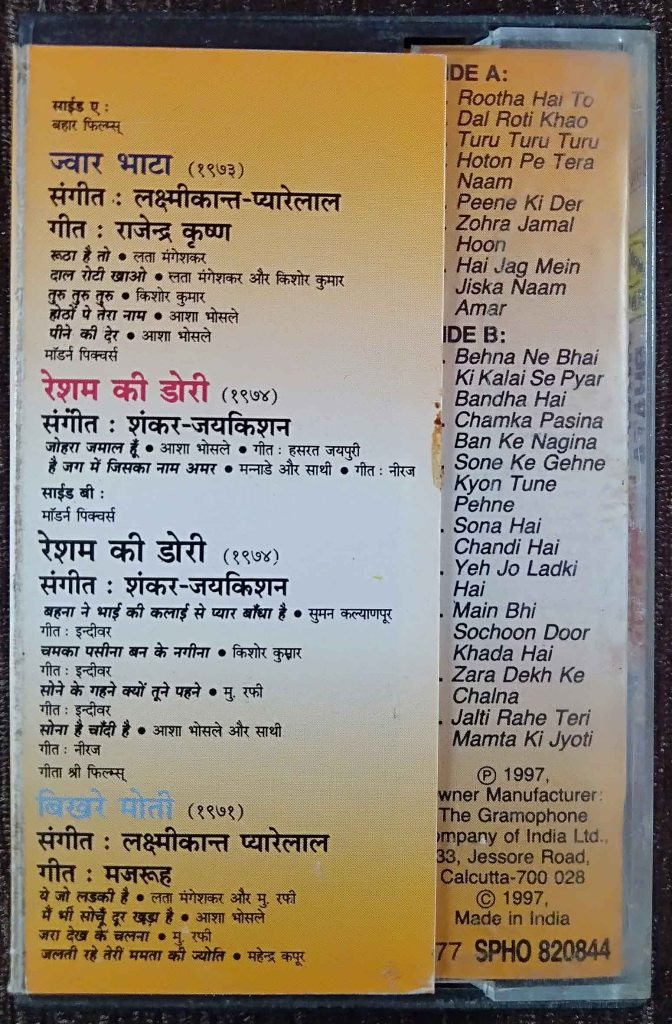 साईड ए :
बहार फिल्म्स्
ज्वार भाटा (१९७३)
संगीत : लक्ष्मीकान्त-प्यारेलाल
गीत : राजेन्द्र कृष्ण
रूठा है तो ● लता मंगेशकर
दाल रोटी खाओ ● लता मंगेशकर और किशोर कुमार
तुरु तुरु तुरु ● किशोर कुमार
होठों पे तेरा नाम ● आशा भोसले
पीने की देर ● आशा भोसले
मॉडर्न पिक्चर्स
रेशम की डोरी (१९७४)
संगीत : शंकर-जयकिशन
जोहरा जमाल हूँ ● आशा भोसले ● गीत : हसरत जयपुरी
है जग में जिसका नाम अमर ● मन्नाडे और साथी ● गीत : नीरज
साईड बी :
मॉडर्न पिक्चर्स
रेशम की डोरी (१९७४)
संगीत : शंकर-जयकिशन
बहना ने भाई की कलाई से प्यार बाँधा है ● सुमन कल्याणपूर
गीत : इन्दीवर
चमका पसीना बन के नगीना ● किशोर कुमार
गीत : इन्दीवर
सोने के गहने क्यों तूने पहने ● मु. रफी
गीत : इन्दीवर
सोना है चाँदी है ● आशा भोसले और साथी
गीत : नीरज
गीता श्री फिल्म्स्
बिखरे मोती (१९७१)
संगीत : लक्ष्मीकान्त प्यारेलाल
गीत : मजरूह
ये जो लडकी है ● लता मंगेशकर और मु. रफी
मैं भी सोचूँ दूर खड़ा है ● आशा भोसले
जरा देख के चलना ● मु. रफी
जलती रहे तेरी ममता की ज्योति ● महेन्द्र कपूर
IDE A:
Rootha Hai To
Dal Roti Khao
Turu Turu Turu
Hoton Pe Tera
Naam
Peene Ki Der
Zohra Jamal
Hoon
Hai Jag Mein
Jiska Naam
Amar
IDE B:
Behna Ne Bhai
Ki Kalai Se Pyar
Bandha Hai
Chamka Pasina
Ban Ke Nagina
Sone Ke Gehne
Kyon Tune
Pehne
Sona Hai
Chandi Hai
Yeh Jo Ladki
Hai
Main Bhi
Sochoon Door
Khada Hai
Zara Dekh Ke
Chalna
Jalti Rahe Teri
Mamta Ki Jyoti
℗ 1997,
wner Manufacturer:
The Gramophone
mpany of India Ltd.,
33, Jessore Road,
Calcutta-700 028
© 1997,
Made in India
77 SPHO 820844